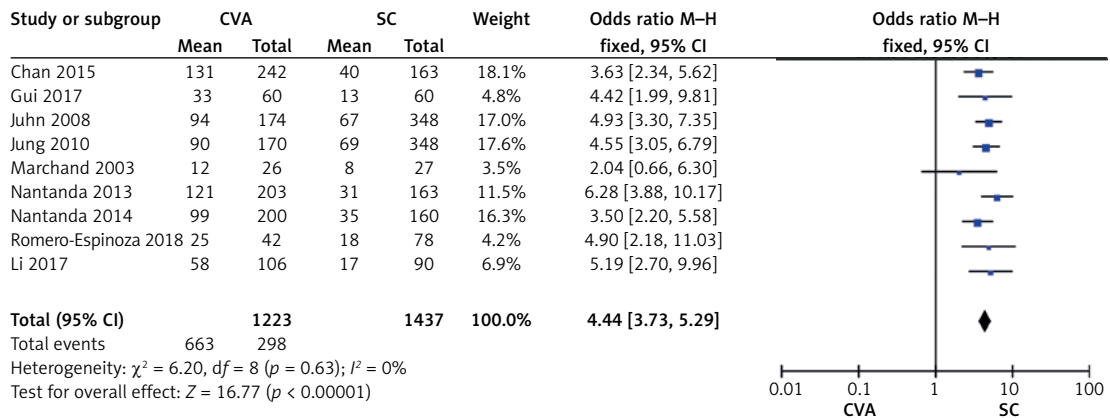 Study or subgroup CVA SC Weight Odds ratio M–H Odds ratio M–H
Mean Total Mean Total fixed, 95% CI fixed, 95% CI
Chan 2015 131 242 40 163 18.1% 3.63 [2.34, 5.62]
Gui 2017 33 60 13 60 4.8% 4.42 [1.99, 9.81]
Juhn 2008 94 174 67 348 17.0% 4.93 [3.30, 7.35]
Jung 2010 90 170 69 348 17.6% 4.55 [3.05, 6.79]
Marchand 2003 12 26 8 27 3.5% 2.04 [0.66, 6.30]
Nantanda 2013 121 203 31 163 11.5% 6.28 [3.88, 10.17]
Nantanda 2014 99 200 35 160 16.3% 3.50 [2.20, 5.58]
Romero-Espinoza 2018 25 42 18 78 4.2% 4.90 [2.18, 11.03]
Li 2017 58 106 17 90 6.9% 5.19 [2.70, 9.96]
Total (95% CI) 1223 1437 100.0% 4.44 [3.73, 5.29]
Total events 663 298
Heterogeneity: χ² = 6.20, df = 8 (p = 0.63); I² = 0%
Test for overall effect: Z = 16.77 (p < 0.00001)
0.01 0.1 1 10 100
CVA SC